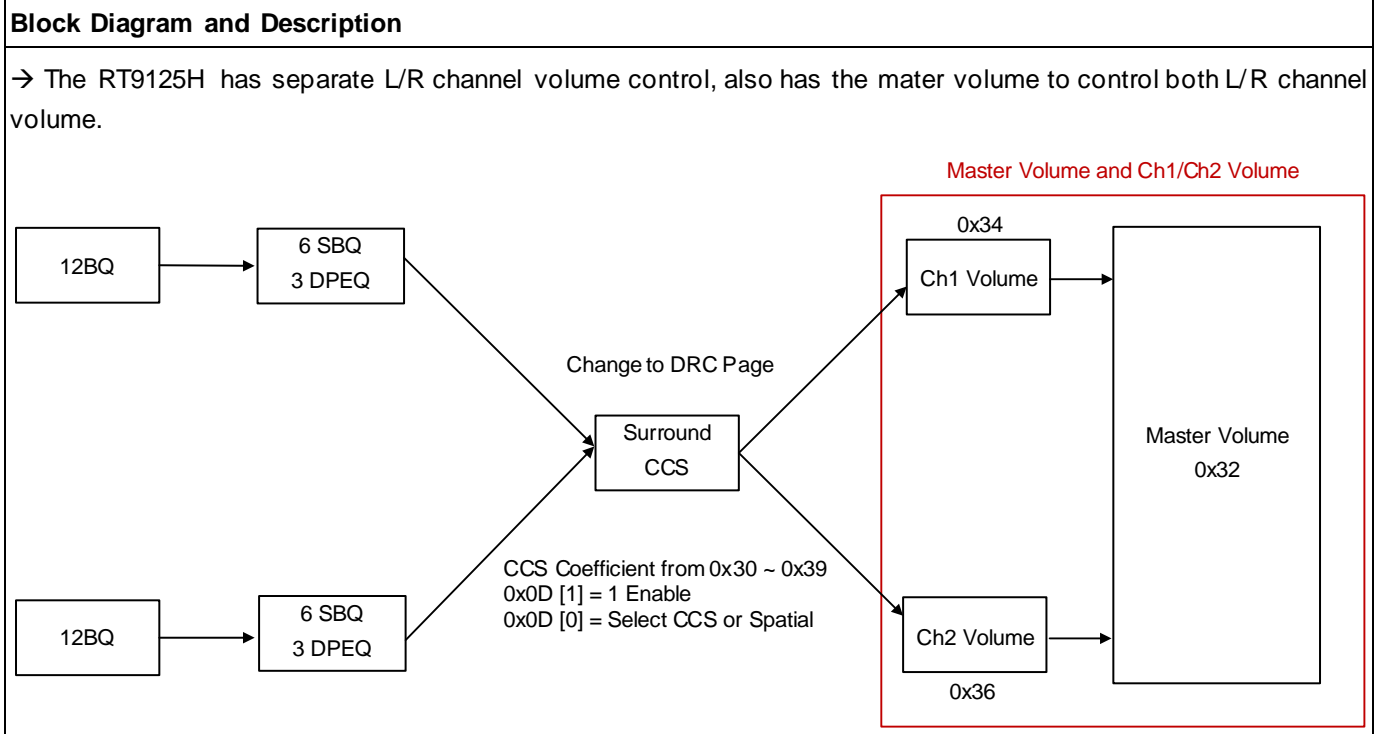 Block Diagram and Description
→ The RT9125H has separate L/R channel volume control, also has the mater volume to control both L/R channel
volume.
Master Volume and Ch1/Ch2 Volume
12BQ
6 SBQ
3 DPEQ
0x34
Ch1 Volume
Change to DRC Page
Surround
CCS
Master Volume
0x32
CCS Coefficient from 0x30 ~ 0x39
0x0D [1] = 1 Enable
0x0D [0] = Select CCS or Spatial
12BQ
6 SBQ
3 DPEQ
Ch2 Volume
0x36